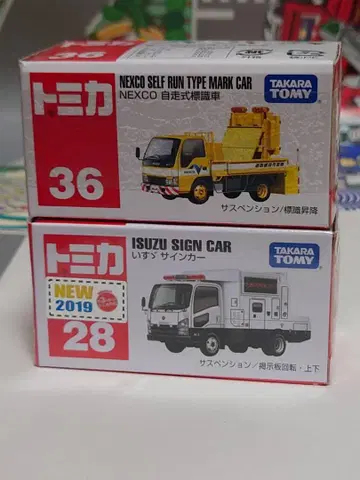 トミカ
36
NEXCO SELF RUN TYPE MARK CAR
NEXCO 自走式標識車
TAKARA
TOMY
サスペンション/標識昇降
トミカ
NEW
2019
28
ISUZU SIGN CAR
いすゞ サインカー
TAKARA
TOMY
サスペンション/掲示板回転・上下